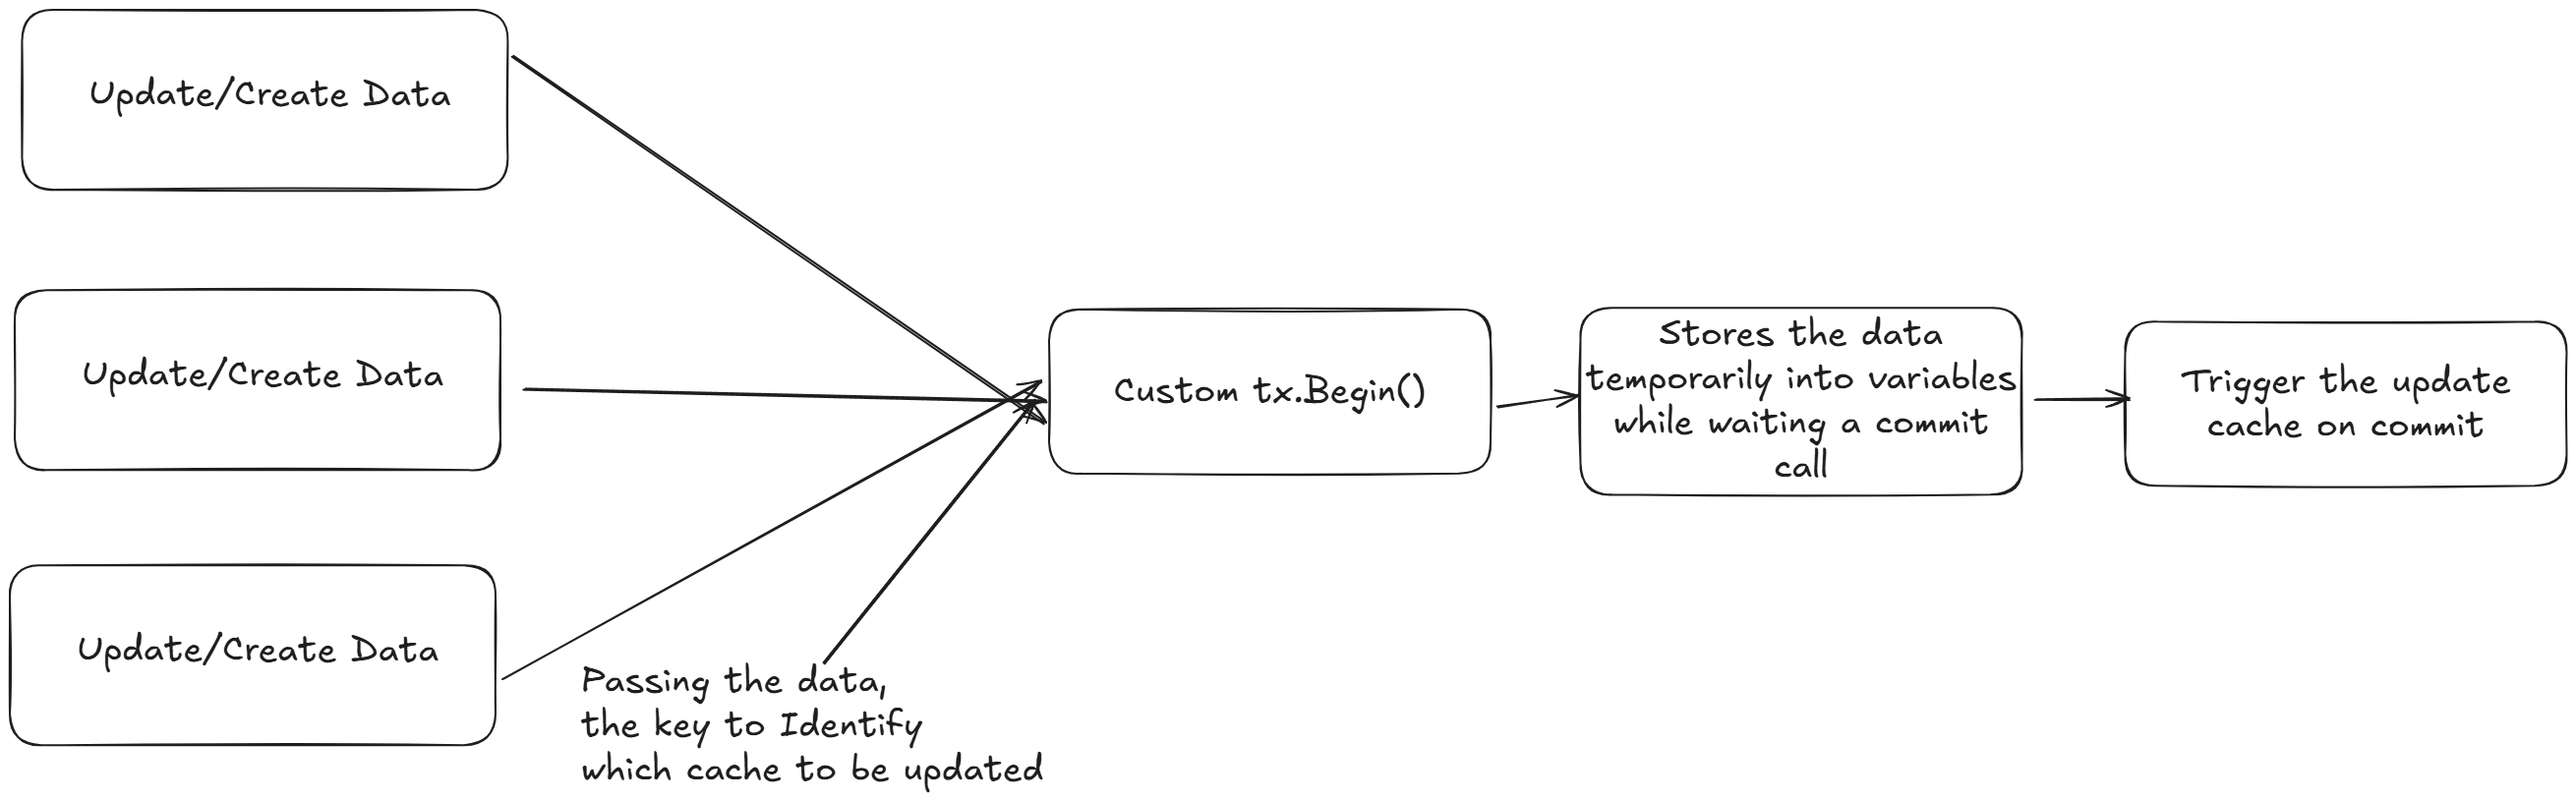 Update/Create Data
Update/Create Data
Update/Create Data
Passing the data,
the key to Identify
which cache to be updated
Custom tx.Begin()
Stores the data
temporarily into variables
while waiting a commit
call
Trigger the update
cache on commit